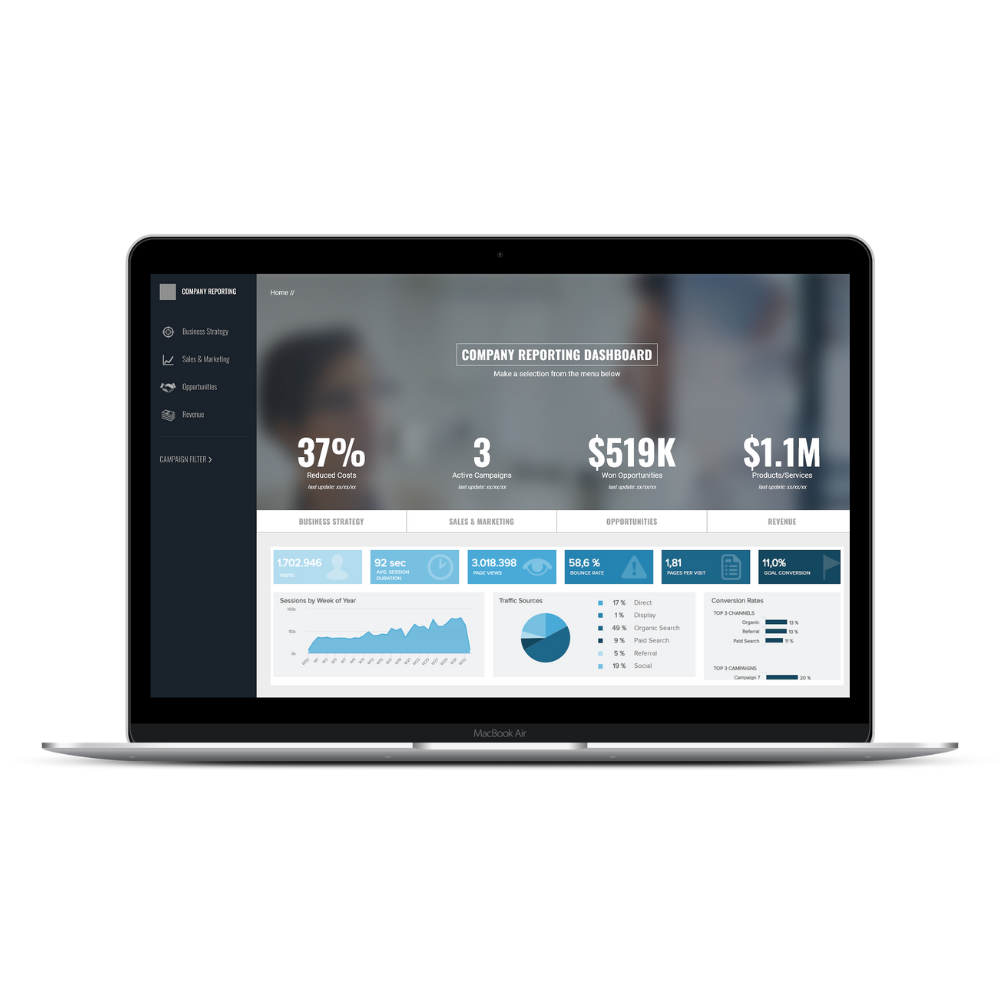 COMPANY REPORTING
Business Strategy
Sales & Marketing
Opportunities
Revenue
CAMPAIGN FILTER >
Home //
COMPANY REPORTING DASHBOARD
Make a selection from the menu below
37%
Reduced Costs
last update: xx/xx/xx
3
Active Campaigns
last update: xx/xx/xx
$519K
Won Opportunities
last update: xx/xx/xx
$1.1M
Products/Services
last update: xx/xx/xx
BUSINESS STRATEGY
SALES & MARKETING
OPPORTUNITIES
REVENUE
1.702.946
VISITS
92 sec
AVG. SESSION
DURATION
3.018.398
PAGE VIEWS
58,6 %
BOUNCE RATE
1,81
PAGES PER VISIT
11,0%
GOAL CONVERSION
Sessions by Week of Year
100k
50k
0k
Traffic Sources
17 % Direct
1 % Display
49 % Organic Search
9 % Paid Search
5 % Referral
19 % Social
Conversion Rates
TOP 3 CHANNELS
Organic 13 %
Referral 13 %
Paid Search 11 %
TOP 3 CAMPAIGNS
Campaign 7 20 %
MacBook Air